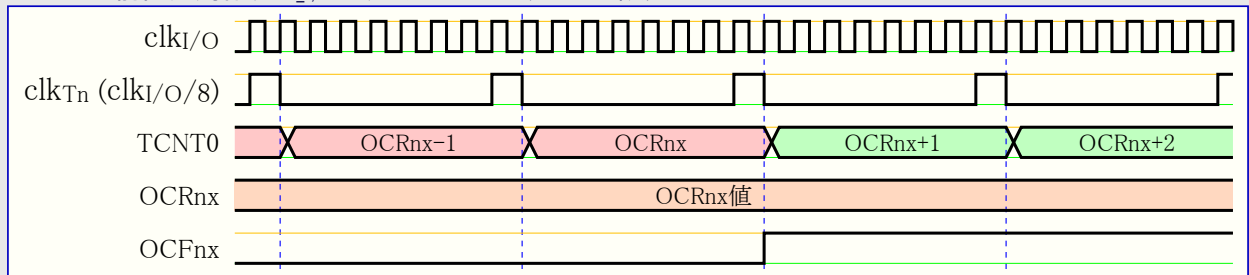 clkI/O
clkTn (clkI/O/8)
TCNT0 OCRnx-1 OCRnx OCRnx+1 OCRnx+2
OCRnx OCRnx値
OCFnx